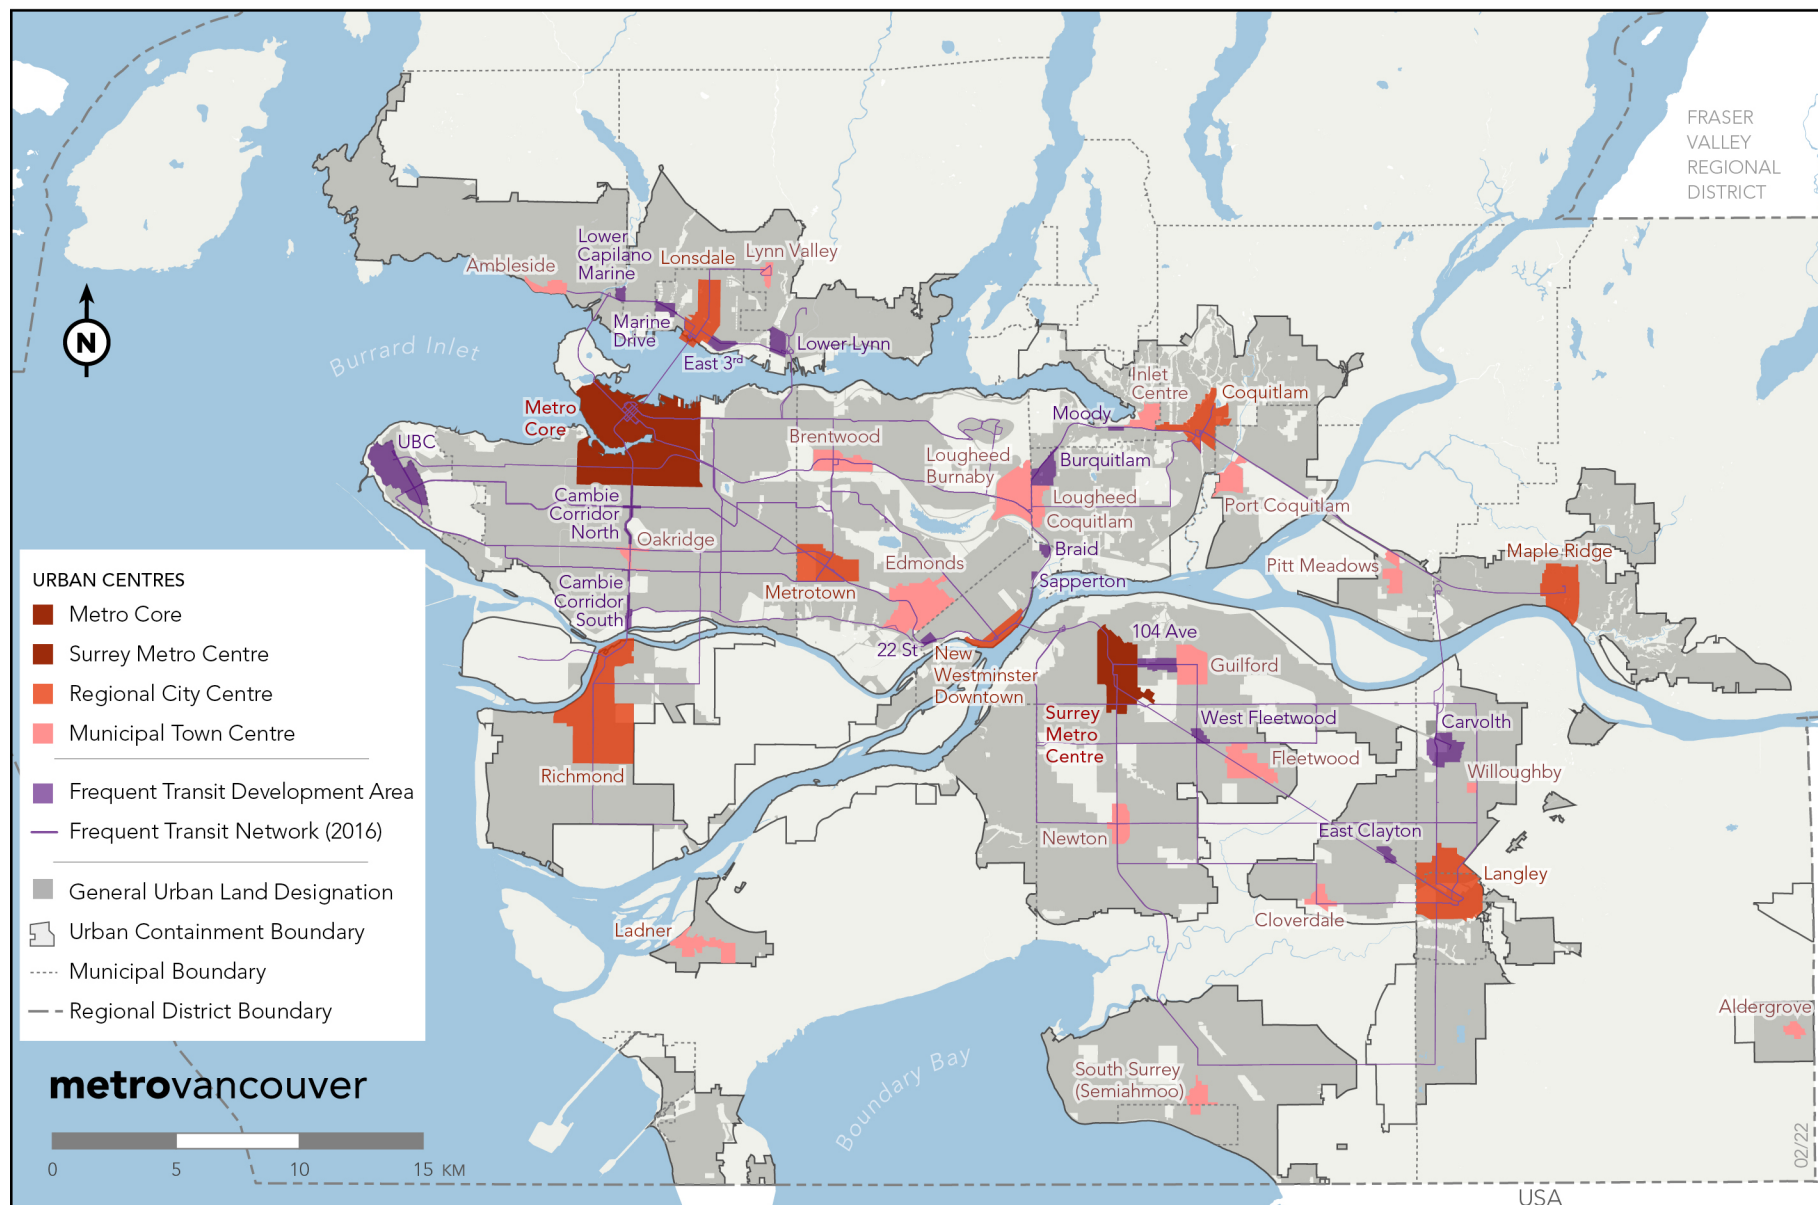 FRASER
VALLEY
REGIONAL
DISTRICT
Lower
Capilano
Marine
Lonsdale
Lynn Valley
Ambleside
N
Burrard Inlet
Marine
Drive
East 3rd
Lower Lynn
Metro
Core
UBC
Brentwood
Lougheed
Burnaby
Moody
Inlet
Centre
Coquitlam
Burquitlam
Lougheed
Coquitlam
Port Coquitlam
Cambie
Corridor
North
Oakridge
Edmonds
Braid
Sapperton
Metrotown
Cambie
Corridor
South
22 St
New
Westminster
Downtown
Pitt Meadows
Maple Ridge
104 Ave
Guilford
Surrey
Metro
Centre
West Fleetwood
Fleetwood
Carvolth
Willoughby
Richmond
Newton
East Clayton
Langley
Cloverdale
Ladner
Aldergrove
South Surrey
(Semiahmoo)
Boundary Bay
URBAN CENTRES
Metro Core
Surrey Metro Centre
Regional City Centre
Municipal Town Centre
Frequent Transit Development Area
Frequent Transit Network (2016)
General Urban Land Designation
Urban Containment Boundary
Municipal Boundary
Regional District Boundary
metrovancouver
0 5 10 15 KM
02/22
USA